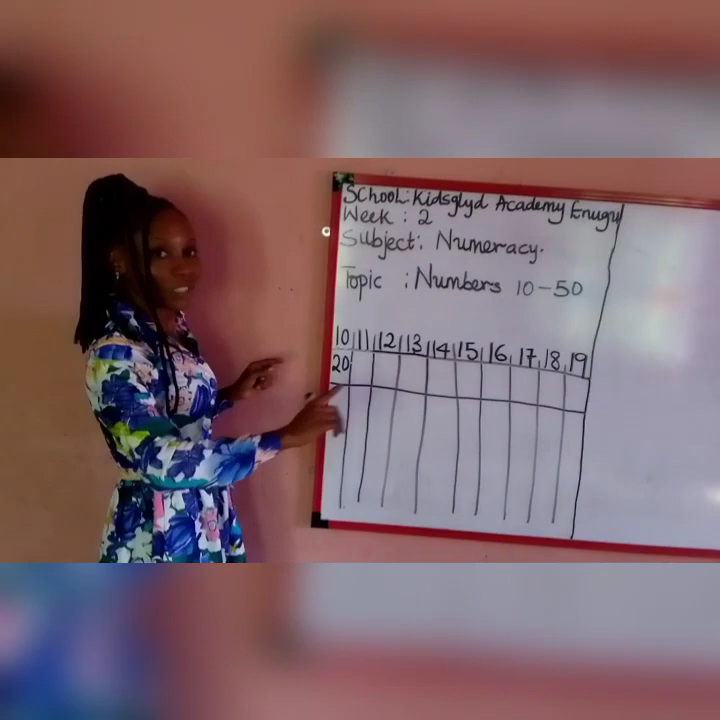 School: Kidsglyd Academy Enugu
Week : 2
Subject: Numeracy.
Topic : Numbers 10-50
10 11 12 13 14 15 16 17 18 19
20